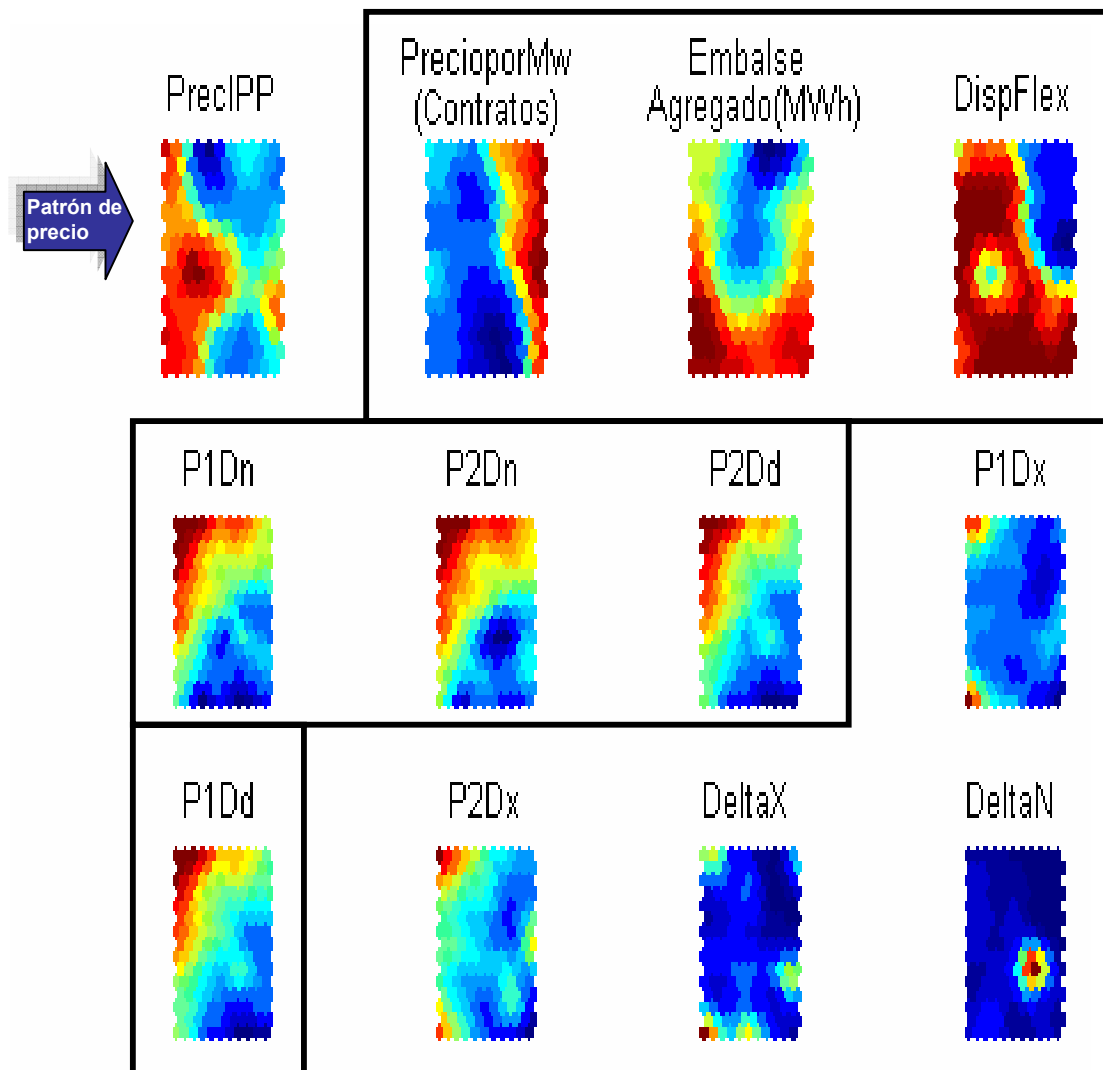 PrecIPP
PrecioporMw
(Contratos)
Embalse
Agregado(MWh)
DispFlex
Patrón de
precio
P1Dn
P2Dn
P2Dd
P1Dx
P1Dd
P2Dx
DeltaX
DeltaN